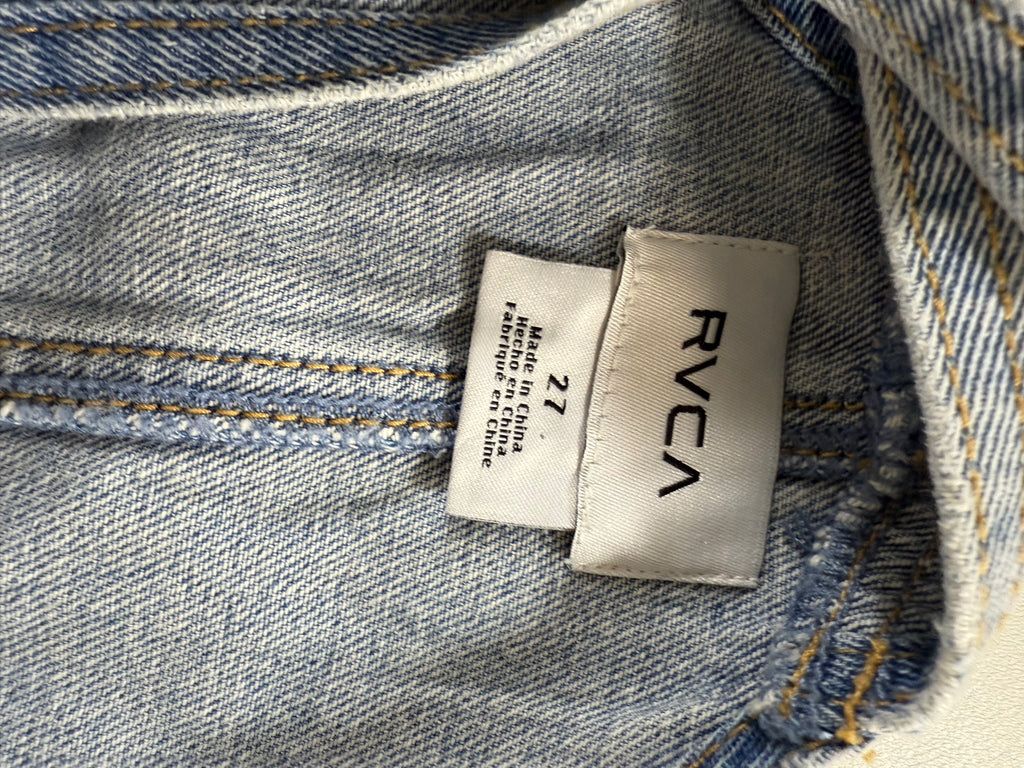 RVCA
27
Made in China
Hecho en China
Fabriqué en Chine